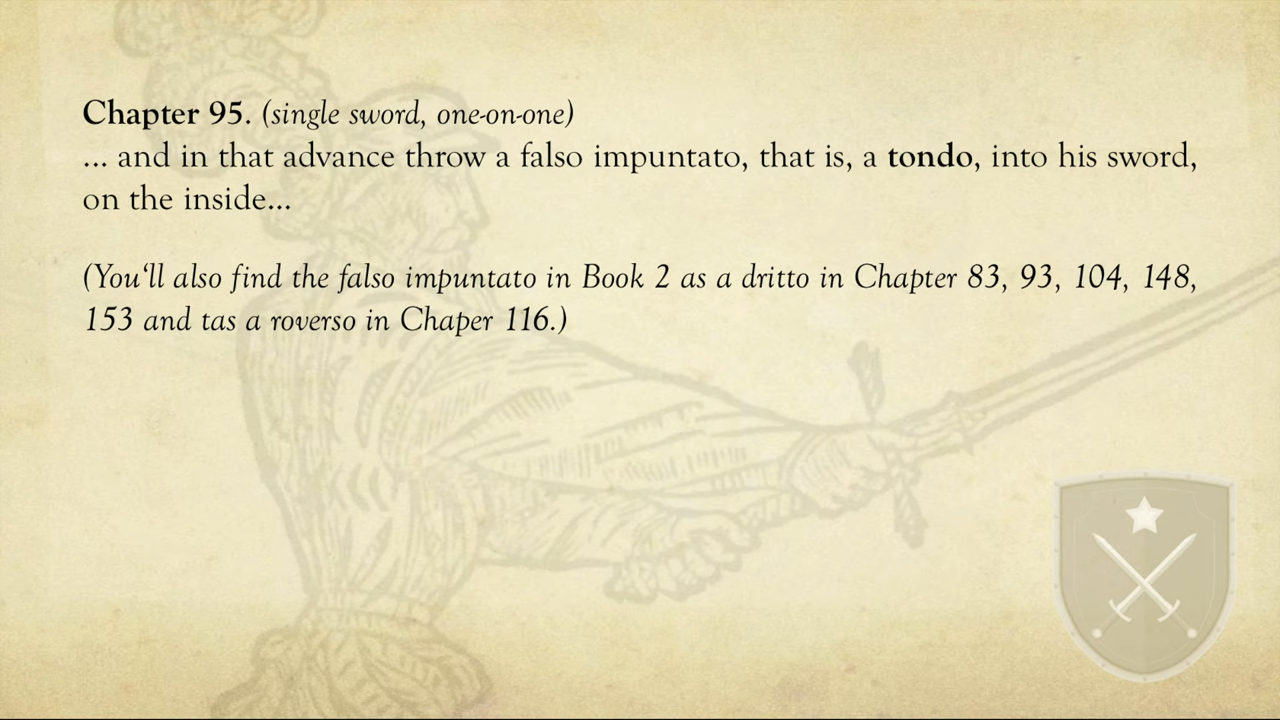 Chapter 95. (single sword, one-on-one)
... and in that advance throw a falso impuntato, that is, a tondo, into his sword,
on the inside...
(You‘ll also find the falso impuntato in Book 2 as a dritto in Chapter 83, 93, 104, 148,
153 and tas a roverso in Chaper 116.)